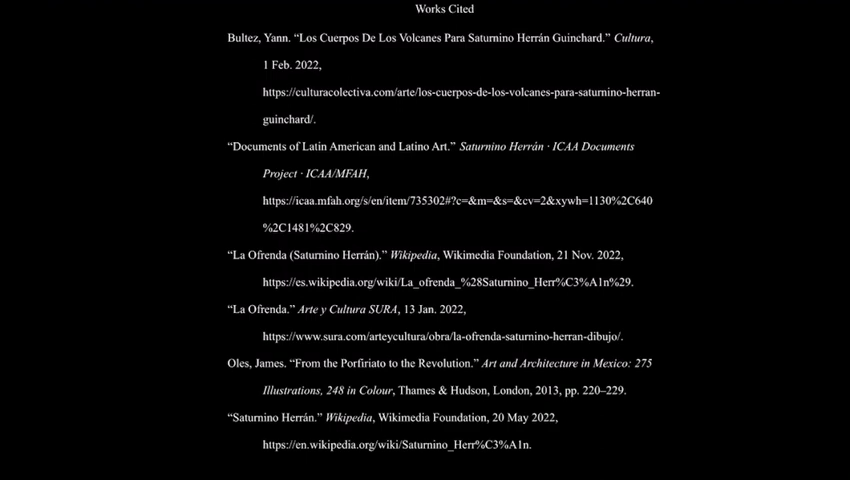 Works Cited
Bultez, Yann. “Los Cuerpos De Los Volcanes Para Saturnino Herrán Guinchard.” Cultura,
1 Feb. 2022,
https://culturacolectiva.com/arte/los-cuerpos-de-los-volcanes-para-saturnino-herran-
guinchard/.
“Documents of Latin American and Latino Art.” Saturnino Herrán · ICAA Documents
Project · ICAA/MFAH,
https://icaa.mfah.org/s/en/item/735302#?c=&m=&s=&cv=2&xywh=1130%2C640
%2C1481%2C829.
“La Ofrenda (Saturnino Herrán).” Wikipedia, Wikimedia Foundation, 21 Nov. 2022,
https://es.wikipedia.org/wiki/La_ofrenda_%28Saturnino_Herr%C3%A1n%29.
“La Ofrenda.” Arte y Cultura SURA, 13 Jan. 2022,
https://www.sura.com/arteycultura/obra/la-ofrenda-saturnino-herran-dibujo/.
Oles, James. “From the Porfiriato to the Revolution.” Art and Architecture in Mexico: 275
Illustrations, 248 in Colour, Thames & Hudson, London, 2013, pp. 220–229.
“Saturnino Herrán.” Wikipedia, Wikimedia Foundation, 20 May 2022,
https://en.wikipedia.org/wiki/Saturnino_Herr%C3%A1n.